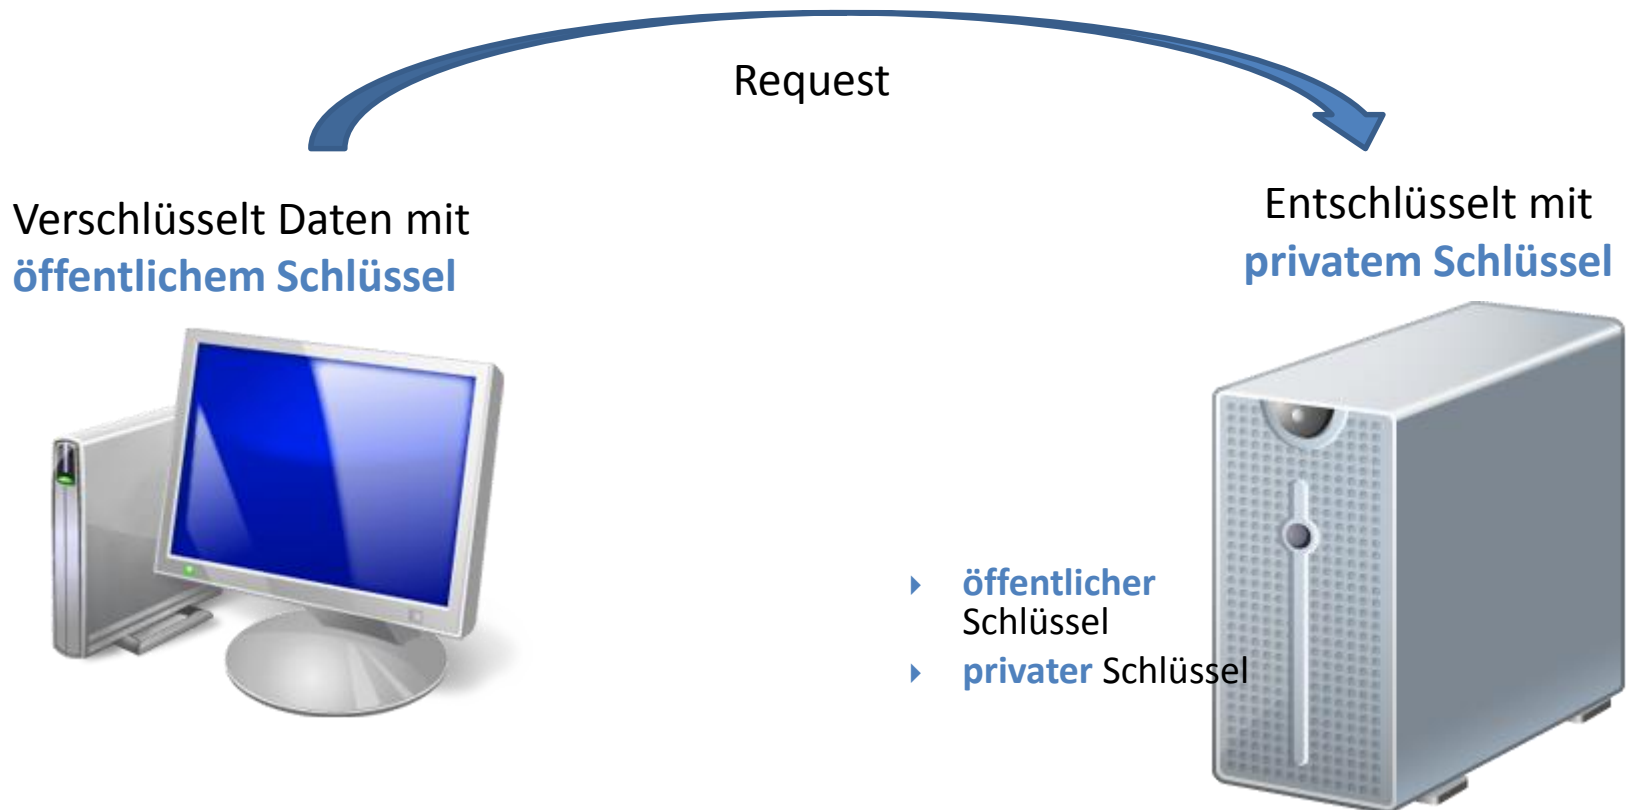 Request
Verschlüsselt Daten mit
öffentlichem Schlüssel
Entschlüsselt mit
privatem Schlüssel
öffentlicher
Schlüssel
privater Schlüssel